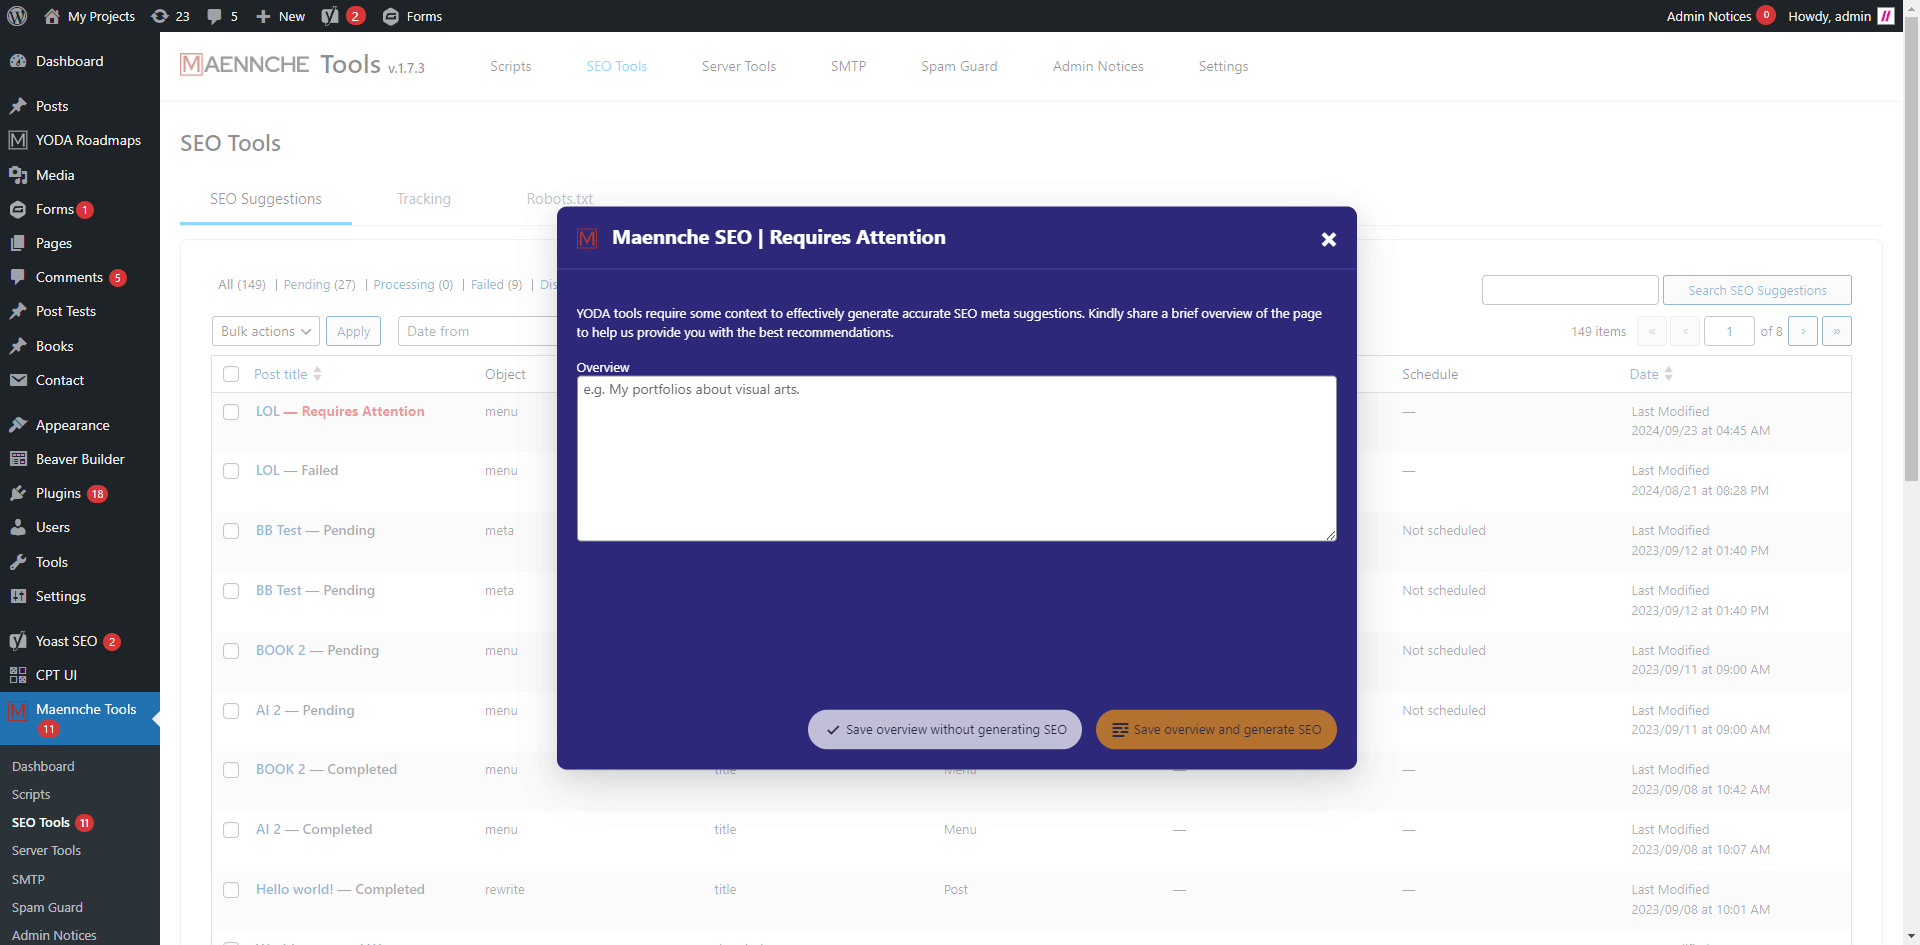 My Projects 23 5 New 2 Forms Admin Notices 0 Howdy, admin
Dashboard
Posts
YODA Roadmaps
Media
Forms 1
Pages
Comments 5
Post Tests
Books
Contact
Appearance
Beaver Builder
Plugins 18
Users
Tools
Settings
Yoast SEO 2
CPT UI
Maennche Tools
11
Dashboard
Scripts
SEO Tools 11
Server Tools
SMTP
Spam Guard
Admin Notices
MAENNCHE Tools v.1.7.3 Scripts SEO Tools Server Tools SMTP Spam Guard Admin Notices Settings
SEO Tools
SEO Suggestions Tracking Robots.txt
All (149) | Pending (27) | Processing (0) | Failed (9) | Dis
Search SEO Suggestions
Bulk actions Apply Date from 149 items « ‹ 1 of 8 › »
Post title Object Schedule Date
LOL — Requires Attention menu — Last Modified
2024/09/23 at 04:45 AM
LOL — Failed menu — Last Modified
2024/08/21 at 08:28 PM
BB Test — Pending meta Not scheduled Last Modified
2023/09/12 at 01:40 PM
BB Test — Pending meta Not scheduled Last Modified
2023/09/12 at 01:40 PM
BOOK 2 — Pending menu Not scheduled Last Modified
2023/09/11 at 09:00 AM
AI 2 — Pending menu Not scheduled Last Modified
2023/09/11 at 09:00 AM
BOOK 2 — Completed menu title Menu — — Last Modified
2023/09/08 at 10:42 AM
AI 2 — Completed menu title Menu — — Last Modified
2023/09/08 at 10:07 AM
Hello world! — Completed rewrite title Post — — Last Modified
2023/09/08 at 10:01 AM
M Maennche SEO | Requires Attention
YODA tools require some context to effectively generate accurate SEO meta suggestions. Kindly share a brief overview of the page
to help us provide you with the best recommendations.
Overview
e.g. My portfolios about visual arts.
Save overview without generating SEO Save overview and generate SEO